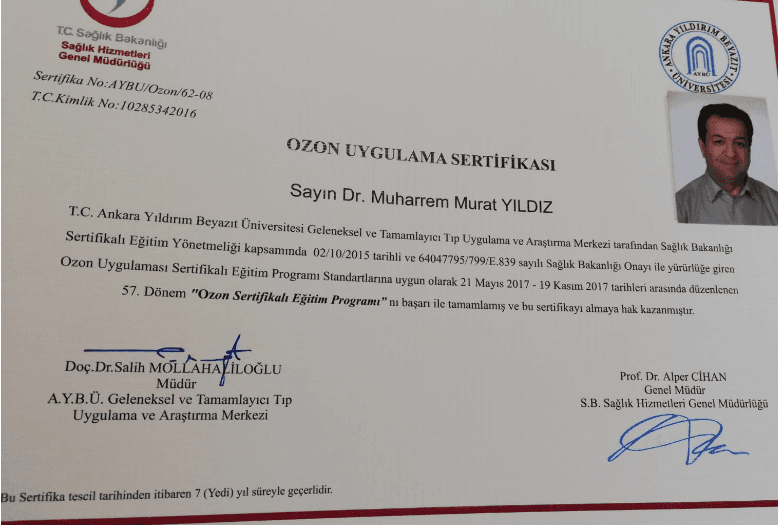 T.C. Sağlık Bakanlığı
Sağlık Hizmetleri
Genel Müdürlüğü
Sertifika No:AYBU/Ozon/62-08
T.C.Kimlik No:10285342016
ANKARA YILDIRIM BEYAZIT
ÜNİVERSİTESİ
AYBÜ
OZON UYGULAMA SERTİFİKASI
Sayın Dr. Muharrem Murat YILDIZ
T.C. Ankara Yıldırım Beyazıt Üniversitesi Geleneksel ve Tamamlayıcı Tıp Uygulama ve Araştırma Merkezi tarafından Sağlık Bakanlığı
Sertifikalı Eğitim Yönetmeliği kapsamında 02/10/2015 tarihli ve 64047795/799/E.839 sayılı Sağlık Bakanlığı Onayı ile yürürlüğe giren
Ozon Uygulaması Sertifikalı Eğitim Programı Standartlarına uygun olarak 21 Mayıs 2017 - 19 Kasım 2017 tarihleri arasında düzenlenen
57. Dönem "Ozon Sertifikalı Eğitim Programı" nı başarı ile tamamlamış ve bu sertifikayı almaya hak kazanmıştır.
Doç.Dr.Salih MOLLAHALİLOĞLU
Müdür
A.Y.B.Ü. Geleneksel ve Tamamlayıcı Tıp
Uygulama ve Araştırma Merkezi
Prof. Dr. Alper CİHAN
Genel Müdür
S.B. Sağlık Hizmetleri Genel Müdürlüğü
Bu Sertifika tescil tarihinden itibaren 7 (Yedi) yıl süreyle geçerlidir.